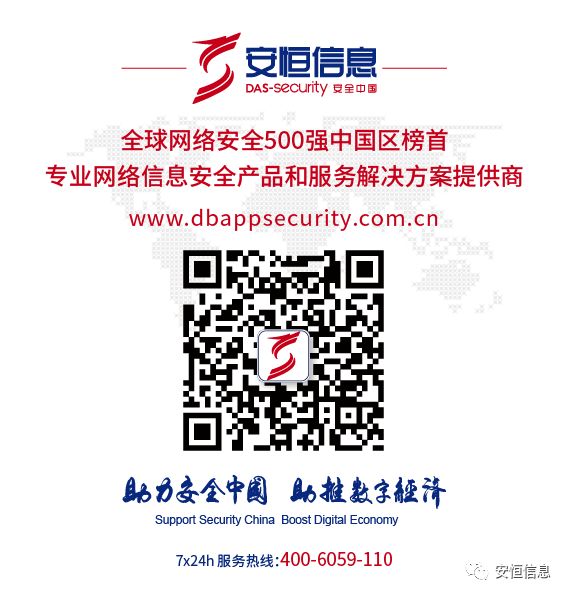 安恒信息
DAS-security 安全中国
全球网络安全500强中国区榜首
专业网络信息安全产品和服务解决方案提供商
www.dbappsecurity.com.cn
助力安全中國 助推数字經濟
Support Security China Boost Digital Economy
7x24h 服务热线:400-6059-110
安恒信息